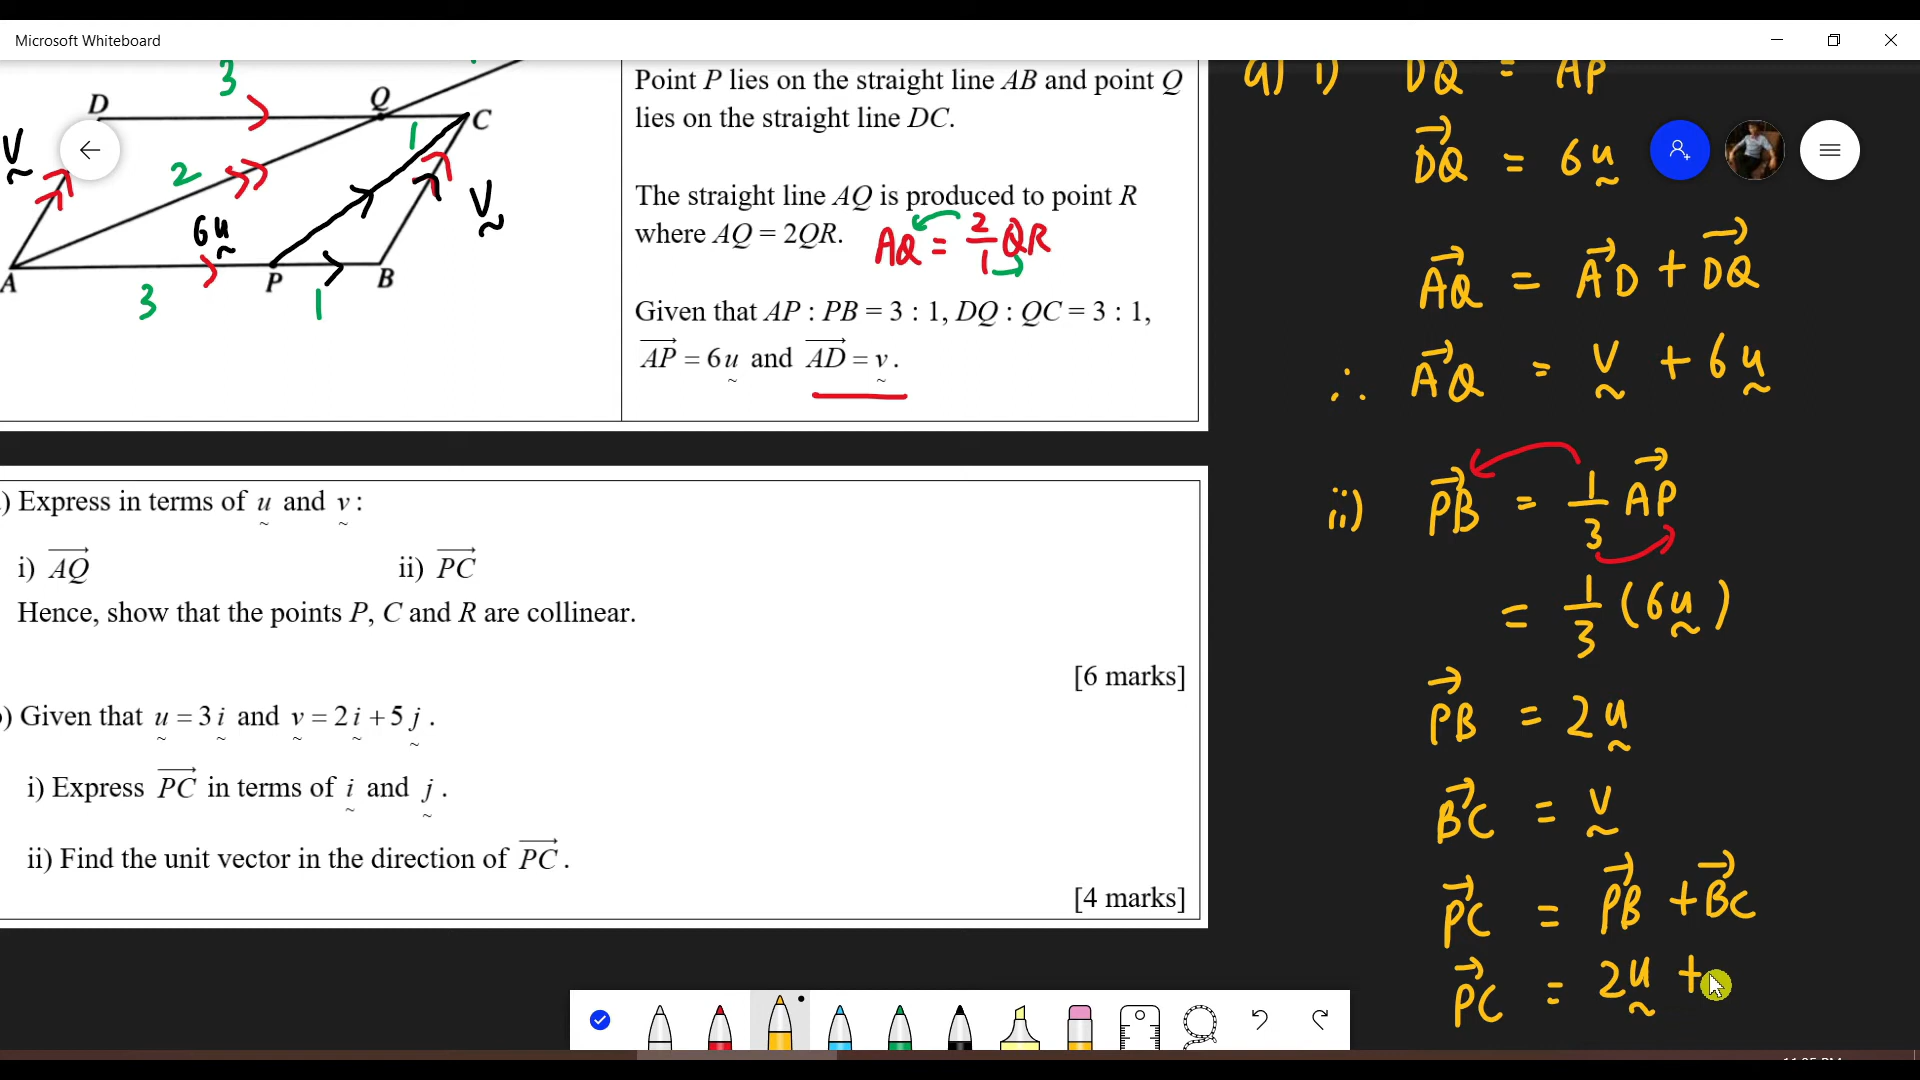 Microsoft Whiteboard
3
D
Q
C
1
V
2
6u
V
A
P
B
3
1
Point P lies on the straight line AB and point Q
lies on the straight line DC.
The straight line AQ is produced to point R
where AQ = 2QR.
AQ = 2/1 QR
Given that AP : PB = 3 : 1, DQ : QC = 3 : 1,
AP = 6u and AD = v.
) Express in terms of u and v :
i) AQ ii) PC
Hence, show that the points P, C and R are collinear.
[6 marks]
) Given that u = 3i and v = 2i + 5j.
i) Express PC in terms of i and j.
ii) Find the unit vector in the direction of PC.
[4 marks]
a) i) DQ = AP
DQ = 6u
AQ = AD + DQ
∴ AQ = v + 6u
ii) PB = 1/3 AP
= 1/3 (6u)
PB = 2u
BC = v
PC = PB + BC
PC = 2u +